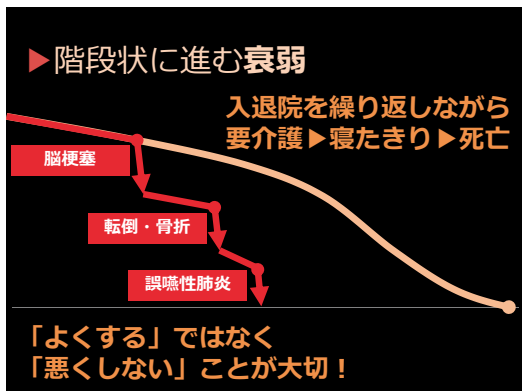 ▶階段状に進む衰弱
入退院を繰り返しながら
要介護▶寝たきり▶死亡
脳梗塞
転倒・骨折
誤嚥性肺炎
「よくする」ではなく
「悪くしない」ことが大切！